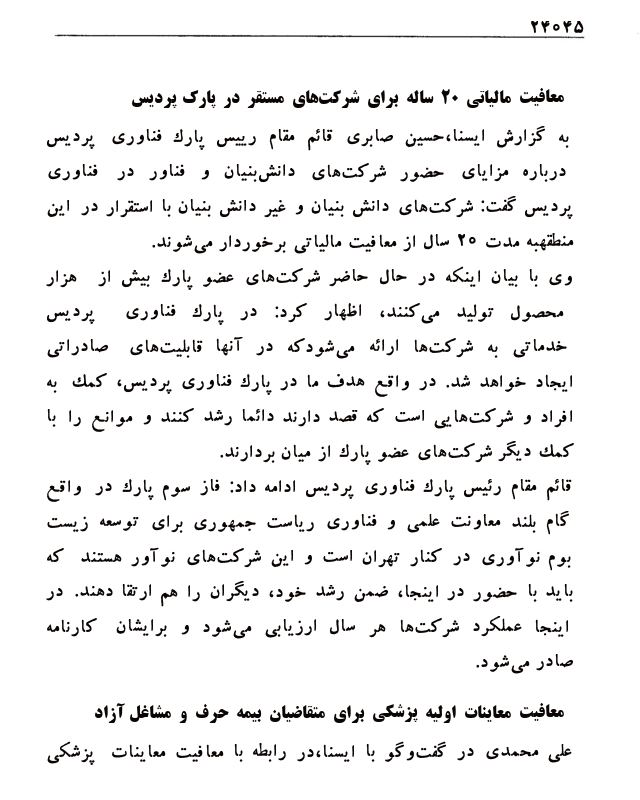 ۲۴۰۴۵
معافیت مالیاتی ۲۰ ساله برای شرکت‌های مستقر در پارک پردیس
به گزارش ایسنا،حسین صابری قائم مقام رییس پارك فناوری پردیس
درباره مزایای حضور شرکت‌های دانش‌بنیان و فناور در فناوری
پردیس گفت: شرکت‌های دانش بنیان و غیر دانش بنیان با استقرار در این
منطقهبه مدت ۲۰ سال از معافیت مالیاتی برخوردار می‌شوند.
وی با بیان اینکه در حال حاضر شرکت‌های عضو پارك بیش از هزار
محصول تولید می‌کنند، اظهار کرد: در پارك فناوری پردیس
خدماتی به شرکت‌ها ارائه می‌شودکه در آنها قابلیت‌های صادراتی
ایجاد خواهد شد. در واقع هدف ما در پارك فناوری پردیس، کمك به
افراد و شرکت‌هایی است که قصد دارند دائما رشد کنند و موانع را با
کمك دیگر شرکت‌های عضو پارك از میان بردارند.
قائم مقام رئیس پارك فناوری پردیس ادامه داد: فاز سوم پارك در واقع
گام بلند معاونت علمی و فناوری ریاست جمهوری برای توسعه زیست
بوم نوآوری در کنار تهران است و این شرکت‌های نوآور هستند که
باید با حضور در اینجا، ضمن رشد خود، دیگران را هم ارتقا دهند. در
اینجا عملکرد شرکت‌ها هر سال ارزیابی می‌شود و برایشان کارنامه
صادر می‌شود.
معافیت معاینات اولیه پزشکی برای متقاضیان بیمه حرف و مشاغل آزاد
علی محمدی در گفت‌وگو با ایسنا،در رابطه با معافیت معاینات پزشکی